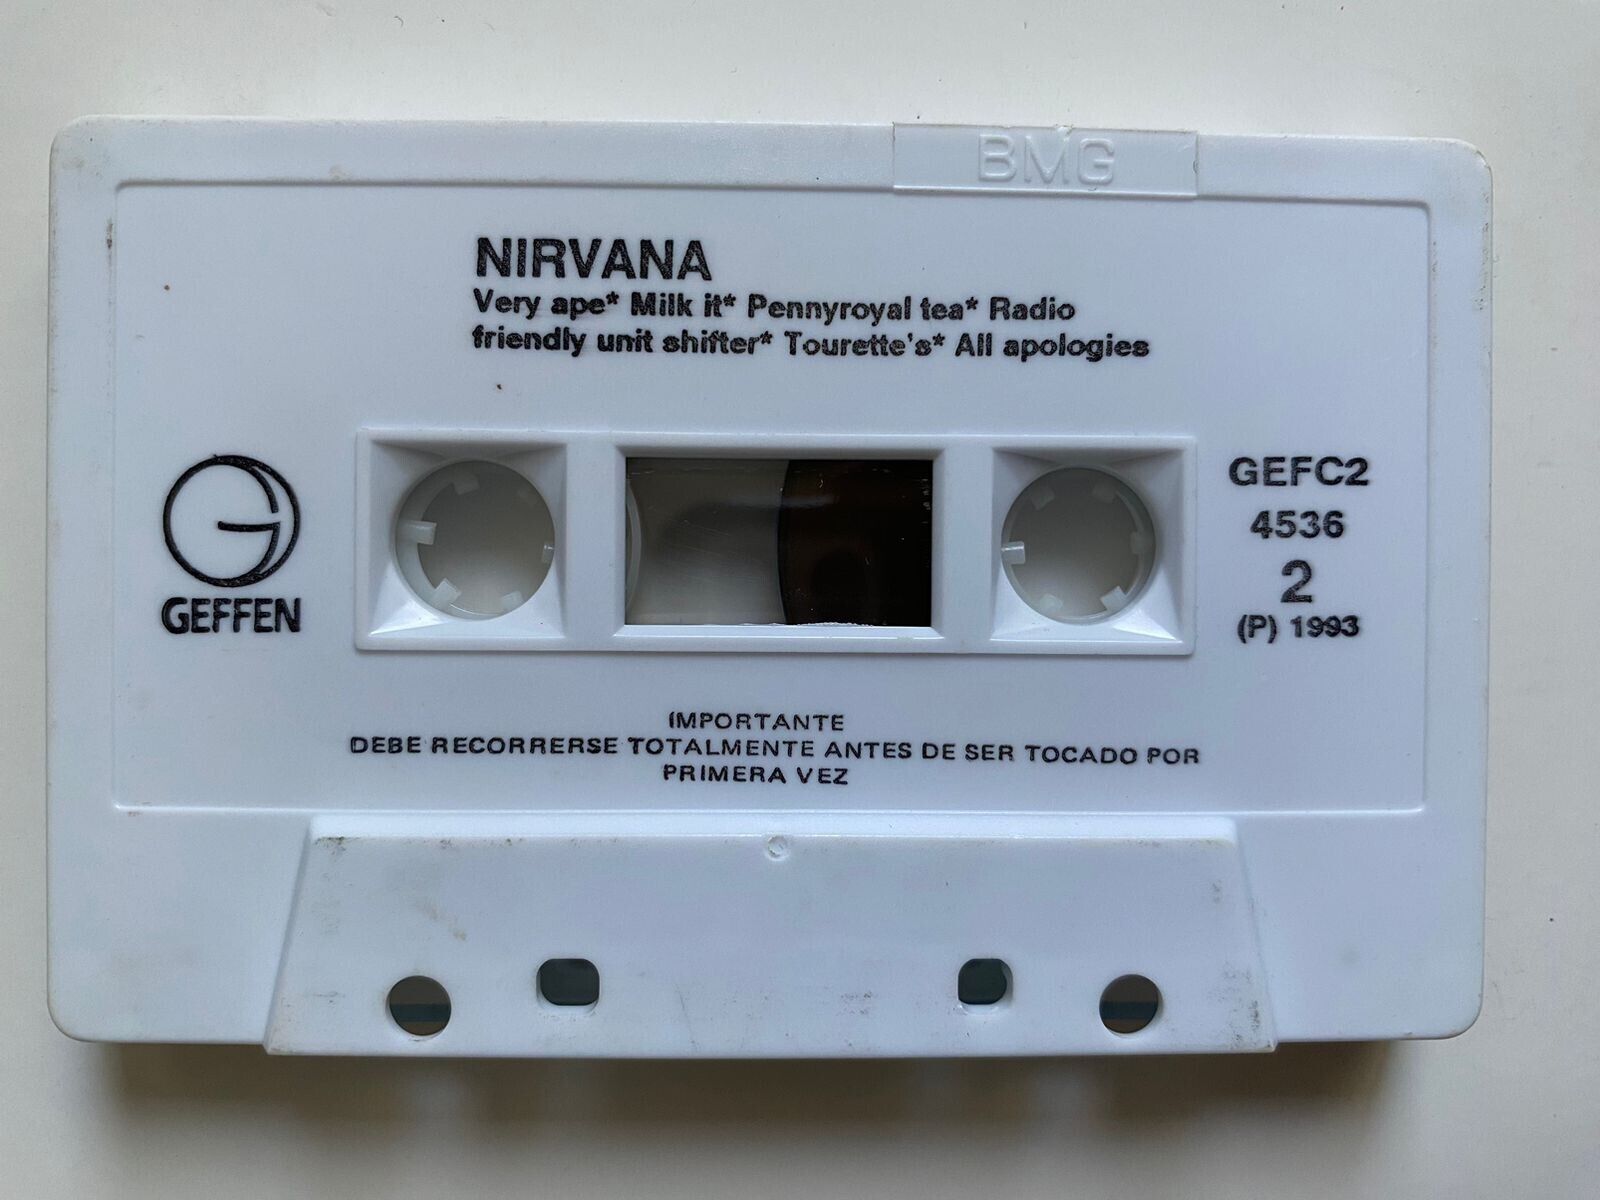 BMG
NIRVANA
Very ape* Milk it* Pennyroyal tea* Radio
friendly unit shifter* Tourette's* All apologies
GEFFEN
GEFC2
4536
2
(P) 1993
IMPORTANTE
DEBE RECORRERSE TOTALMENTE ANTES DE SER TOCADO POR
PRIMERA VEZ